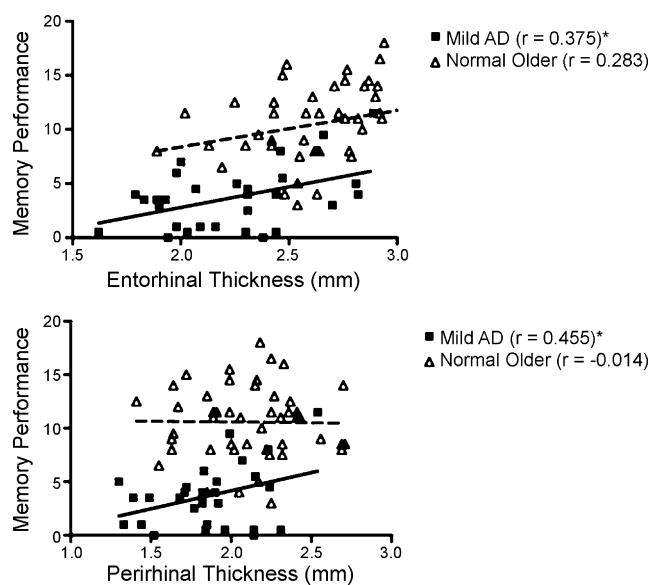 20
15
10
5
0
Memory Performance
1.5 2.0 2.5 3.0
Entorhinal Thickness (mm)
Mild AD (r = 0.375)*
Normal Older (r = 0.283)
20
15
10
5
0
Memory Performance
1.0 1.5 2.0 2.5 3.0
Perirhinal Thickness (mm)
Mild AD (r = 0.455)*
Normal Older (r = -0.014)